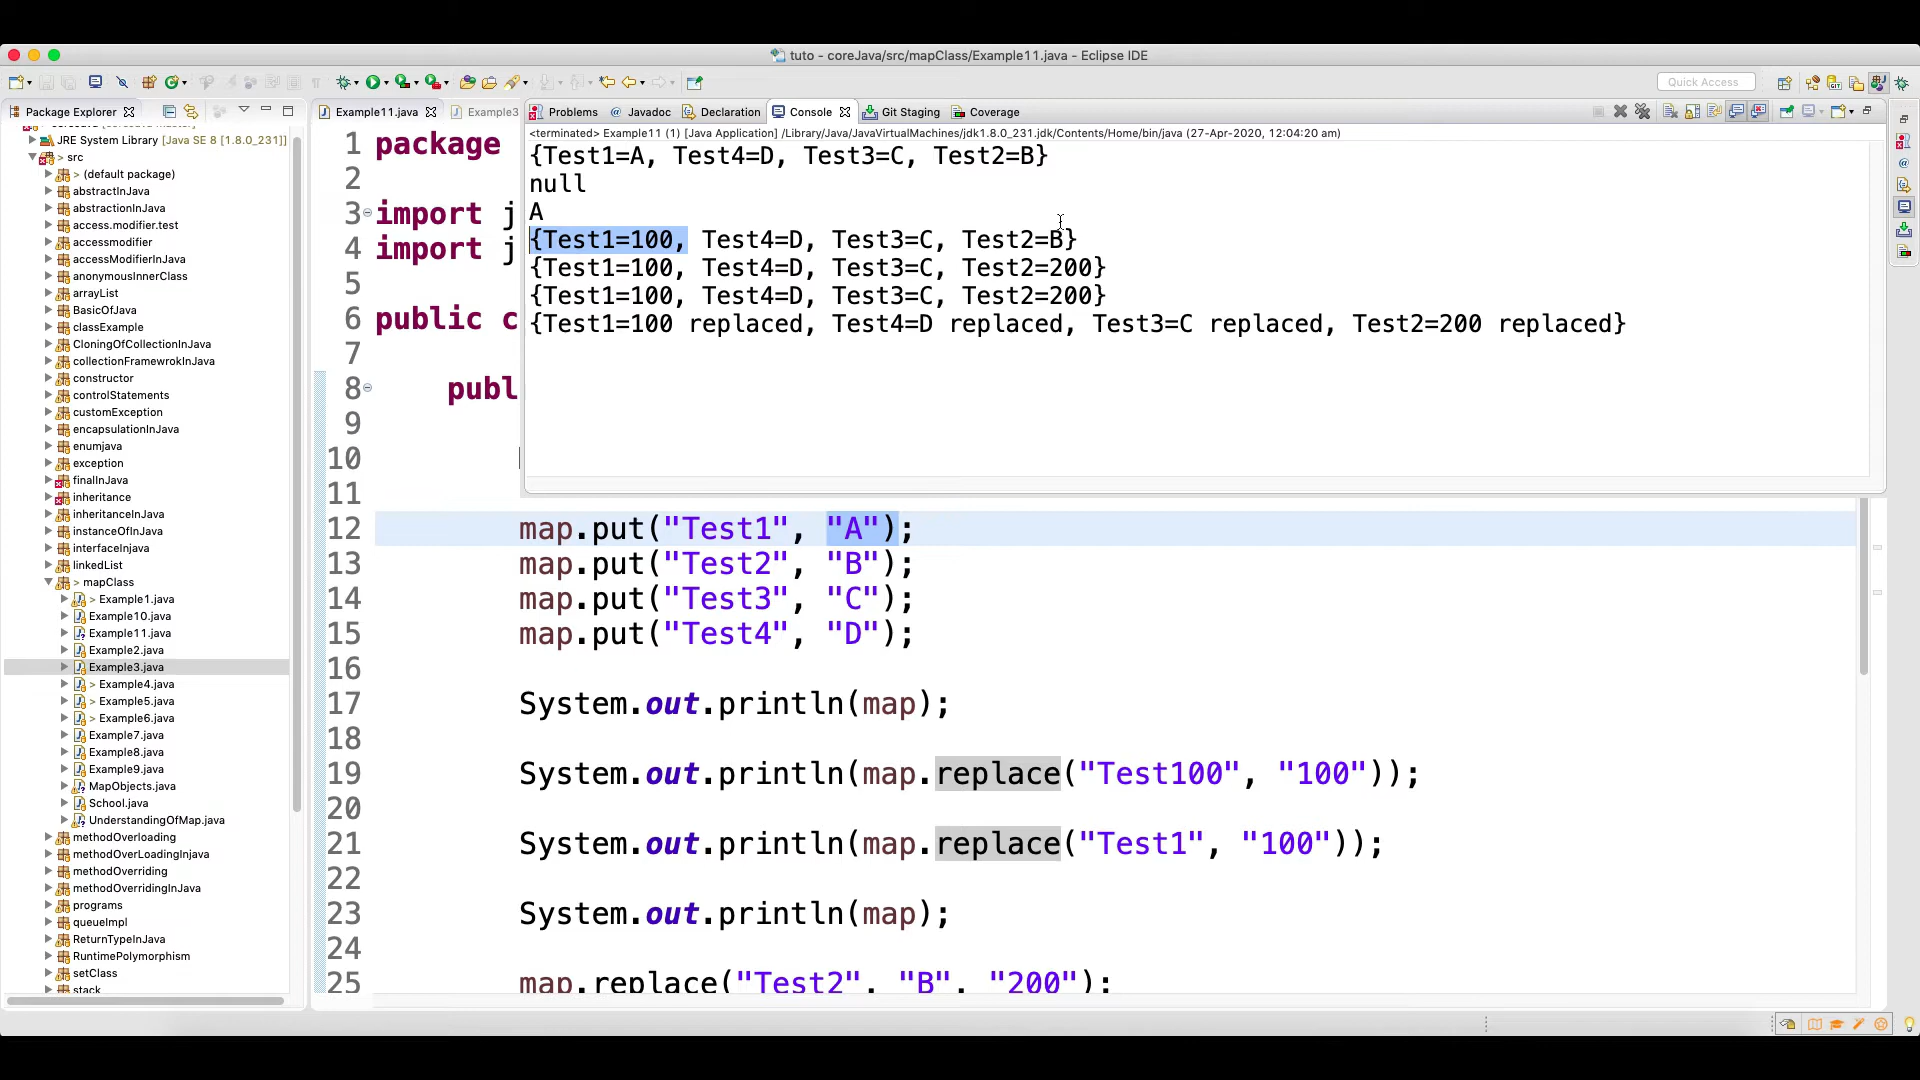 tuto - coreJava/src/mapClass/Example11.java - Eclipse IDE
Quick Access
Package Explorer
JRE System Library [Java SE 8 [1.8.0_231]]
> src
> (default package)
abstractInJava
abstractionInJava
access.modifier.test
accessmodifier
accessModifierInJava
anonymousInnerClass
arrayList
BasicOfJava
classExample
CloningOfCollectionInJava
collectionFramewrokInJava
constructor
controlStatements
customException
encapsulationInJava
enumjava
exception
finalInJava
inheritance
inheritanceInJava
instanceOfInJava
interfaceInjava
linkedList
> mapClass
> Example1.java
Example10.java
Example11.java
Example2.java
Example3.java
> Example4.java
> Example5.java
> Example6.java
Example7.java
Example8.java
Example9.java
MapObjects.java
School.java
UnderstandingOfMap.java
methodOverloading
methodOverLoadingInjava
methodOverriding
methodOverridingInJava
programs
queueImpl
ReturnTypeInJava
RuntimePolymorphism
setClass
stack
Example11.java Example3
Problems Javadoc Declaration Console Git Staging Coverage
<terminated> Example11 (1) [Java Application] /Library/Java/JavaVirtualMachines/jdk1.8.0_231.jdk/Contents/Home/bin/java (27-Apr-2020, 12:04:20 am)
{Test1=A, Test4=D, Test3=C, Test2=B}
null
A
{Test1=100, Test4=D, Test3=C, Test2=B}
{Test1=100, Test4=D, Test3=C, Test2=200}
{Test1=100, Test4=D, Test3=C, Test2=200}
{Test1=100 replaced, Test4=D replaced, Test3=C replaced, Test2=200 replaced}
1 package
2
3 import j
4 import j
5
6 public c
7
8 publ
9
10
11
12 map.put("Test1", "A");
13 map.put("Test2", "B");
14 map.put("Test3", "C");
15 map.put("Test4", "D");
16
17 System.out.println(map);
18
19 System.out.println(map.replace("Test100", "100"));
20
21 System.out.println(map.replace("Test1", "100"));
22
23 System.out.println(map);
24
25 map.replace("Test2", "B", "200");